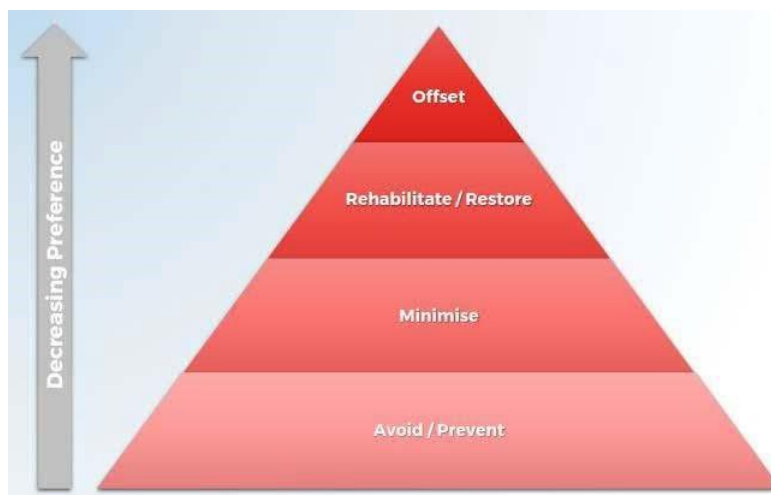 Decreasing Preference
Offset
Rehabilitate / Restore
Minimise
Avoid / Prevent